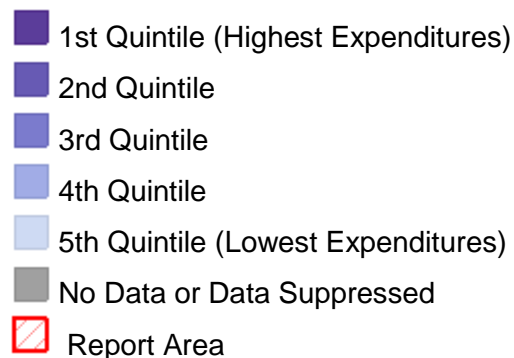 1st Quintile (Highest Expenditures)
2nd Quintile
3rd Quintile
4th Quintile
5th Quintile (Lowest Expenditures)
No Data or Data Suppressed
Report Area